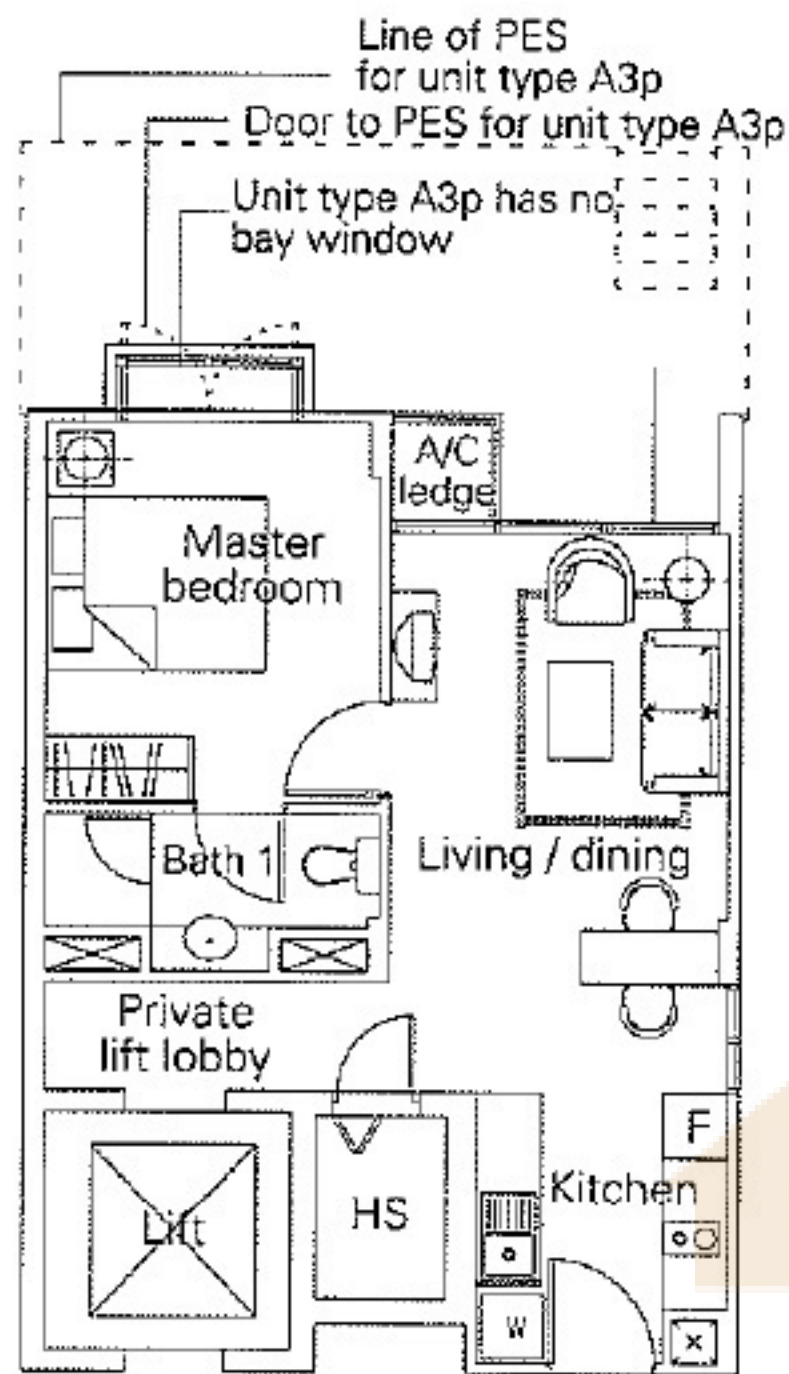 Line of PES
for unit type A3p
Door to PES for unit type A3p
Unit type A3p has no
bay window
A/C
ledge
Master
bedroom
Bath 1
Living / dining
Private
lift lobby
F
Kitchen
Lift
HS
W